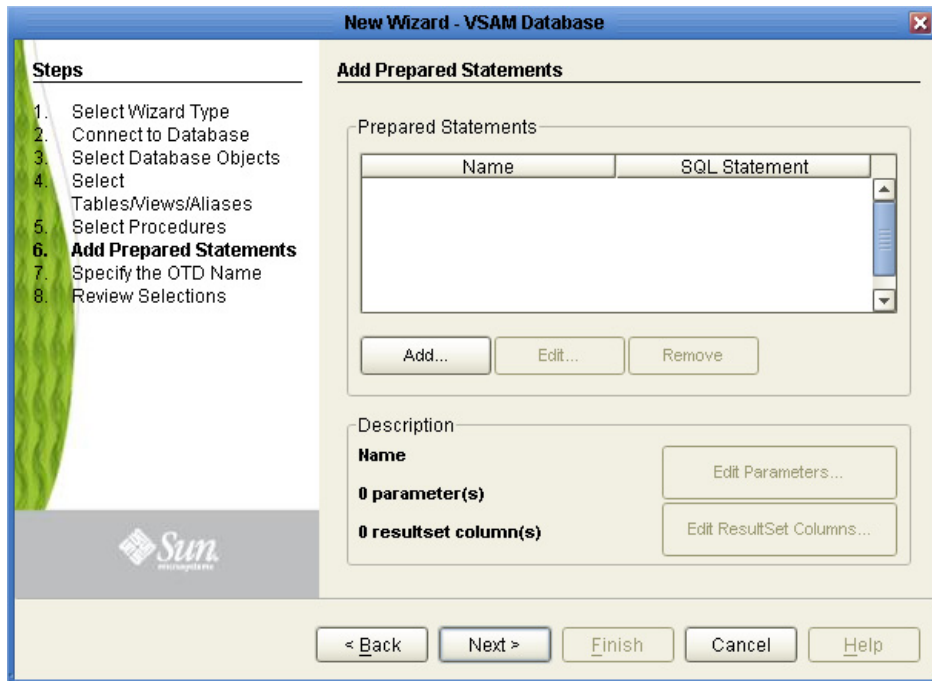 New Wizard - VSAM Database
Steps
1. Select Wizard Type
2. Connect to Database
3. Select Database Objects
4. Select
Tables/Views/Aliases
5. Select Procedures
6. Add Prepared Statements
7. Specify the OTD Name
8. Review Selections
Sun
microsystems
Add Prepared Statements
Prepared Statements
Name SQL Statement
Add... Edit... Remove
Description
Name
0 parameter(s)
0 resultset column(s)
Edit Parameters...
Edit ResultSet Columns...
< Back Next > Finish Cancel Help